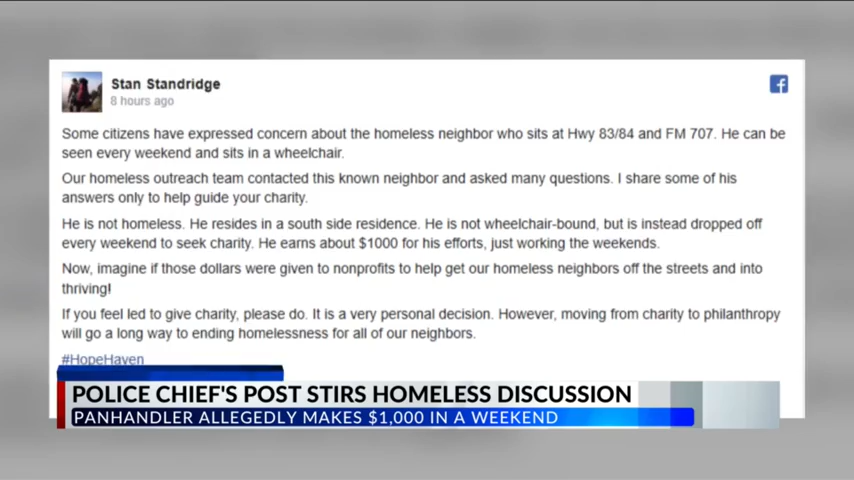 Stan Standridge
8 hours ago
Some citizens have expressed concern about the homeless neighbor who sits at Hwy 83/84 and FM 707. He can be
seen every weekend and sits in a wheelchair.
Our homeless outreach team contacted this known neighbor and asked many questions. I share some of his
answers only to help guide your charity.
He is not homeless. He resides in a south side residence. He is not wheelchair-bound, but is instead dropped off
every weekend to seek charity. He earns about $1000 for his efforts, just working the weekends.
Now, imagine if those dollars were given to nonprofits to help get our homeless neighbors off the streets and into
thriving!
If you feel led to give charity, please do. It is a very personal decision. However, moving from charity to philanthropy
will go a long way to ending homelessness for all of our neighbors.
#HopeHaven
POLICE CHIEF'S POST STIRS HOMELESS DISCUSSION
PANHANDLER ALLEGEDLY MAKES $1,000 IN A WEEKEND